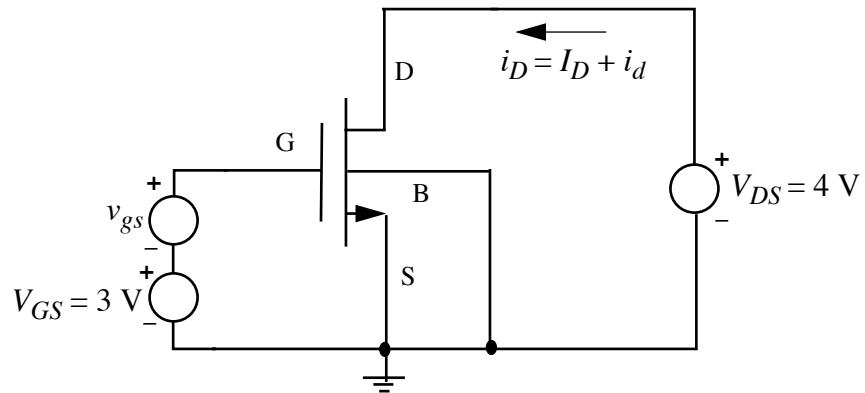 D
i_D = I_D + i_d
G
+
+
B
V_DS = 4 V
v_gs
–
–
+
S
V_GS = 3 V
–